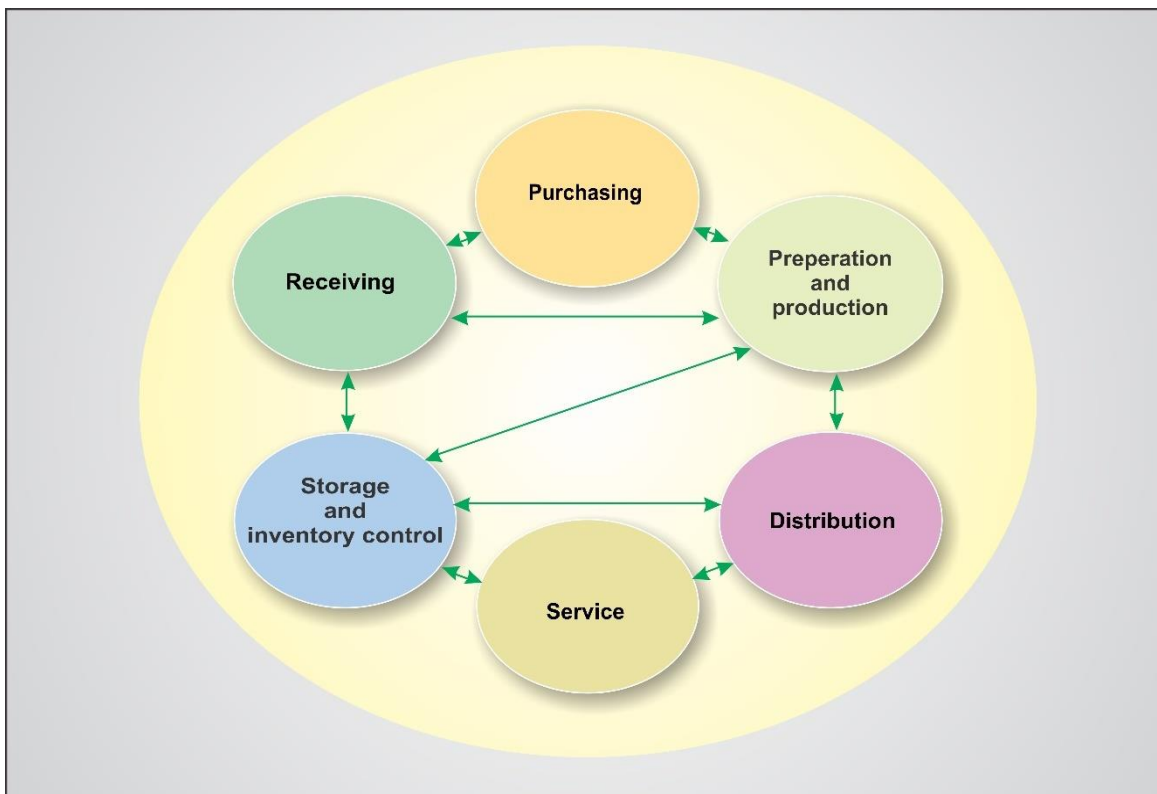 Purchasing
Receiving
Preperation
and
production
Storage
and
inventory control
Distribution
Service